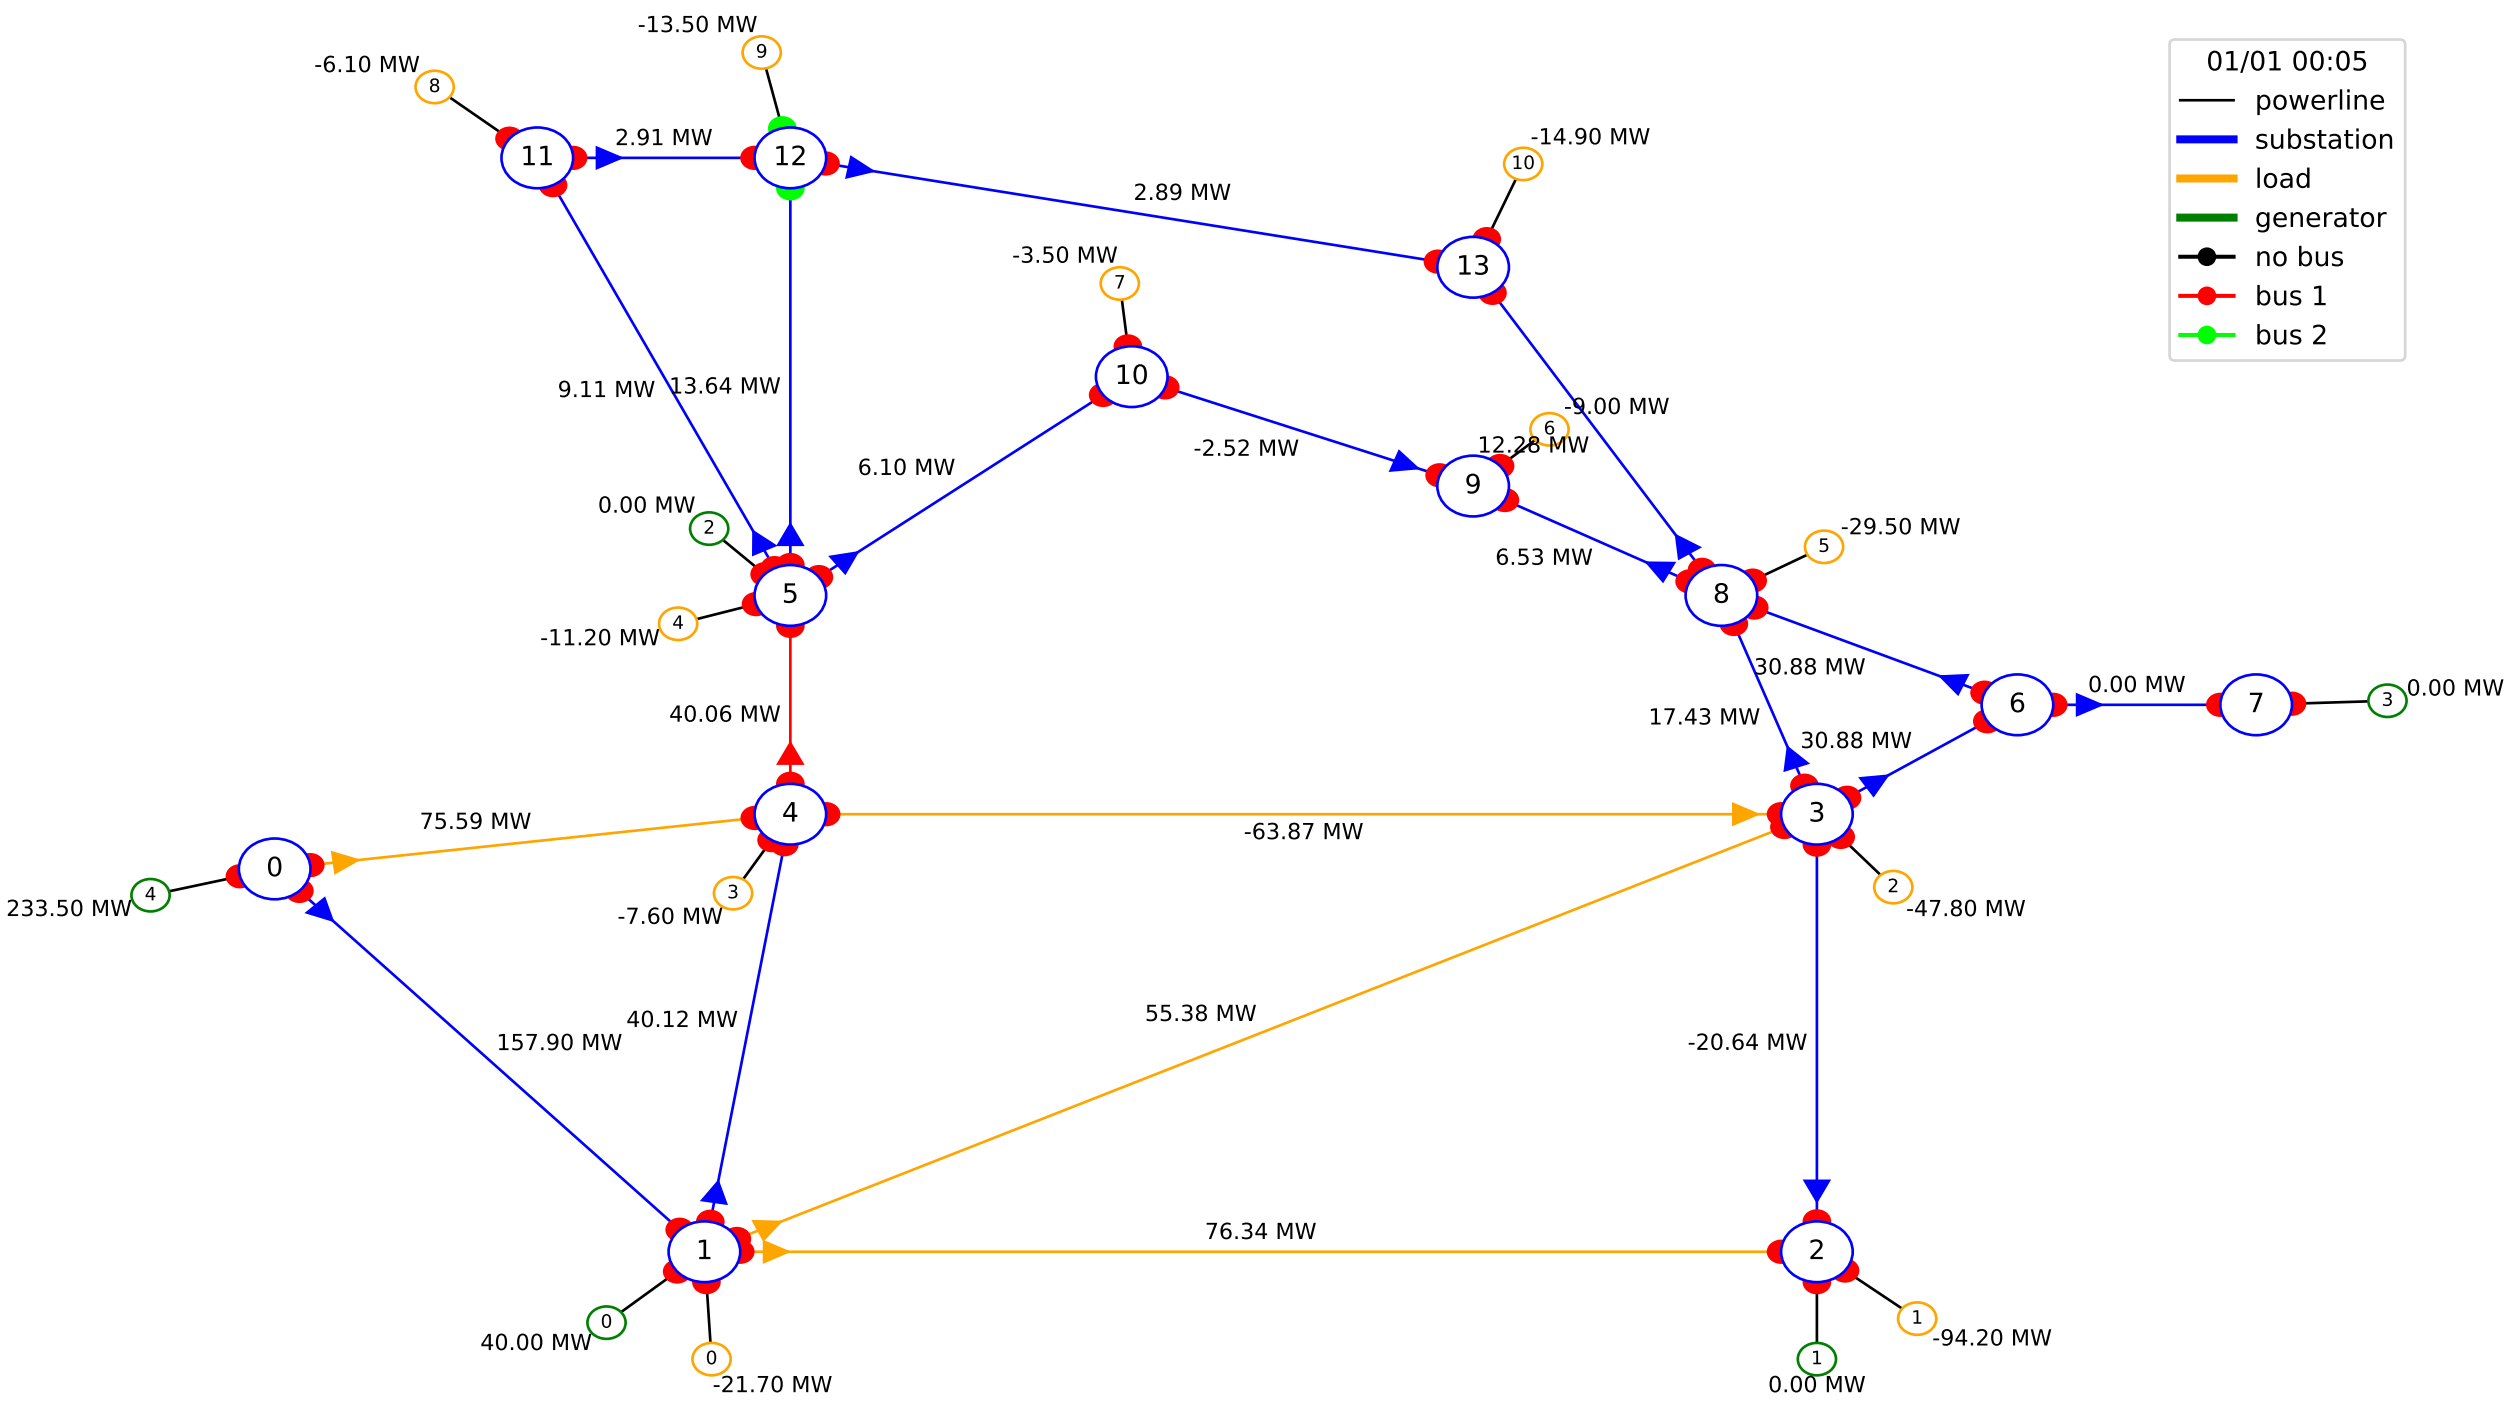 -13.50 MW
9
01/01 00:05
-6.10 MW
8
powerline
2.91 MW
-14.90 MW
substation
11
12
10
load
2.89 MW
generator
-3.50 MW
no bus
13
7
bus 1
bus 2
10
9.11 MW
13.64 MW
-9.00 MW
6
12.28 MW
-2.52 MW
6.10 MW
9
0.00 MW
2
-29.50 MW
5
6.53 MW
5
8
4
-11.20 MW
30.88 MW
0.00 MW
0.00 MW
6
7
3
40.06 MW
17.43 MW
30.88 MW
75.59 MW
4
3
-63.87 MW
0
4
3
2
233.50 MW
-7.60 MW
-47.80 MW
40.12 MW
55.38 MW
157.90 MW
-20.64 MW
76.34 MW
1
2
0
1
40.00 MW
-94.20 MW
0
1
-21.70 MW
0.00 MW